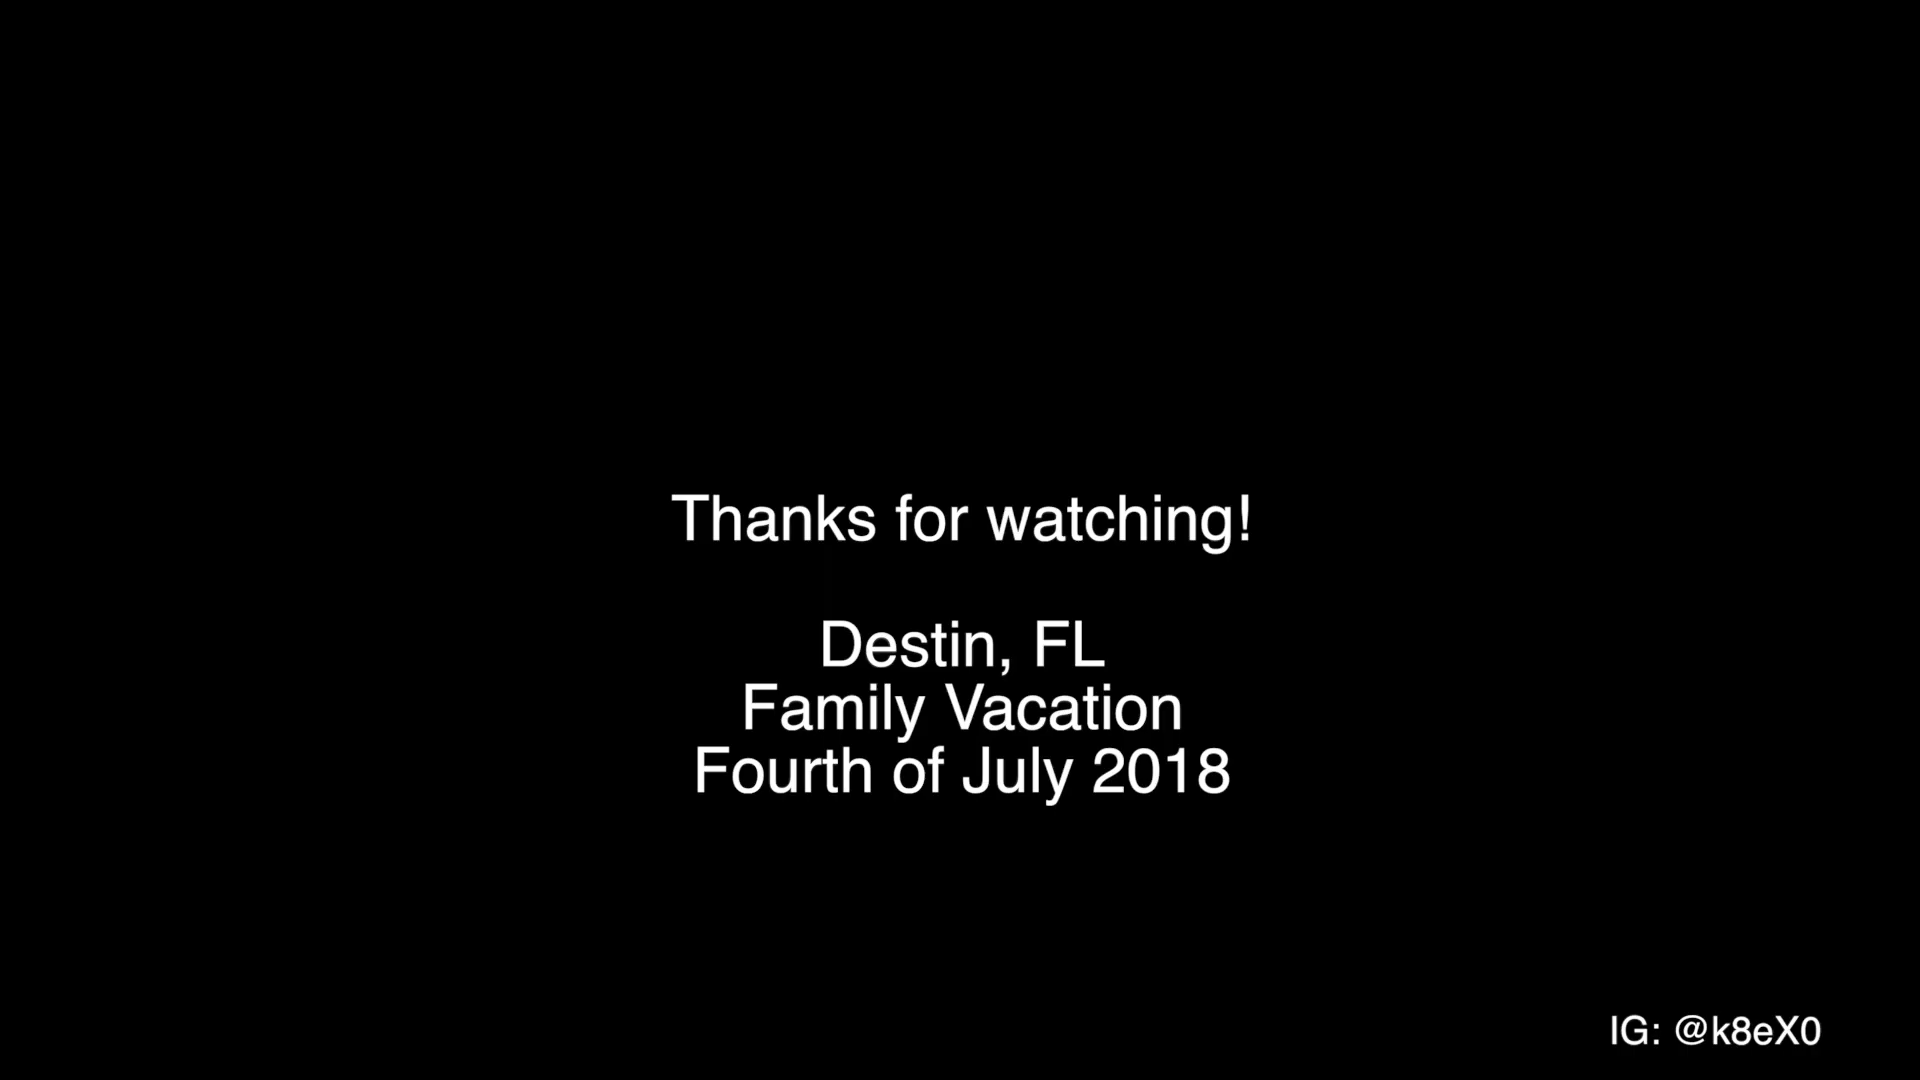 Thanks for watching!
Destin, FL
Family Vacation
Fourth of July 2018
IG: @k8eX0